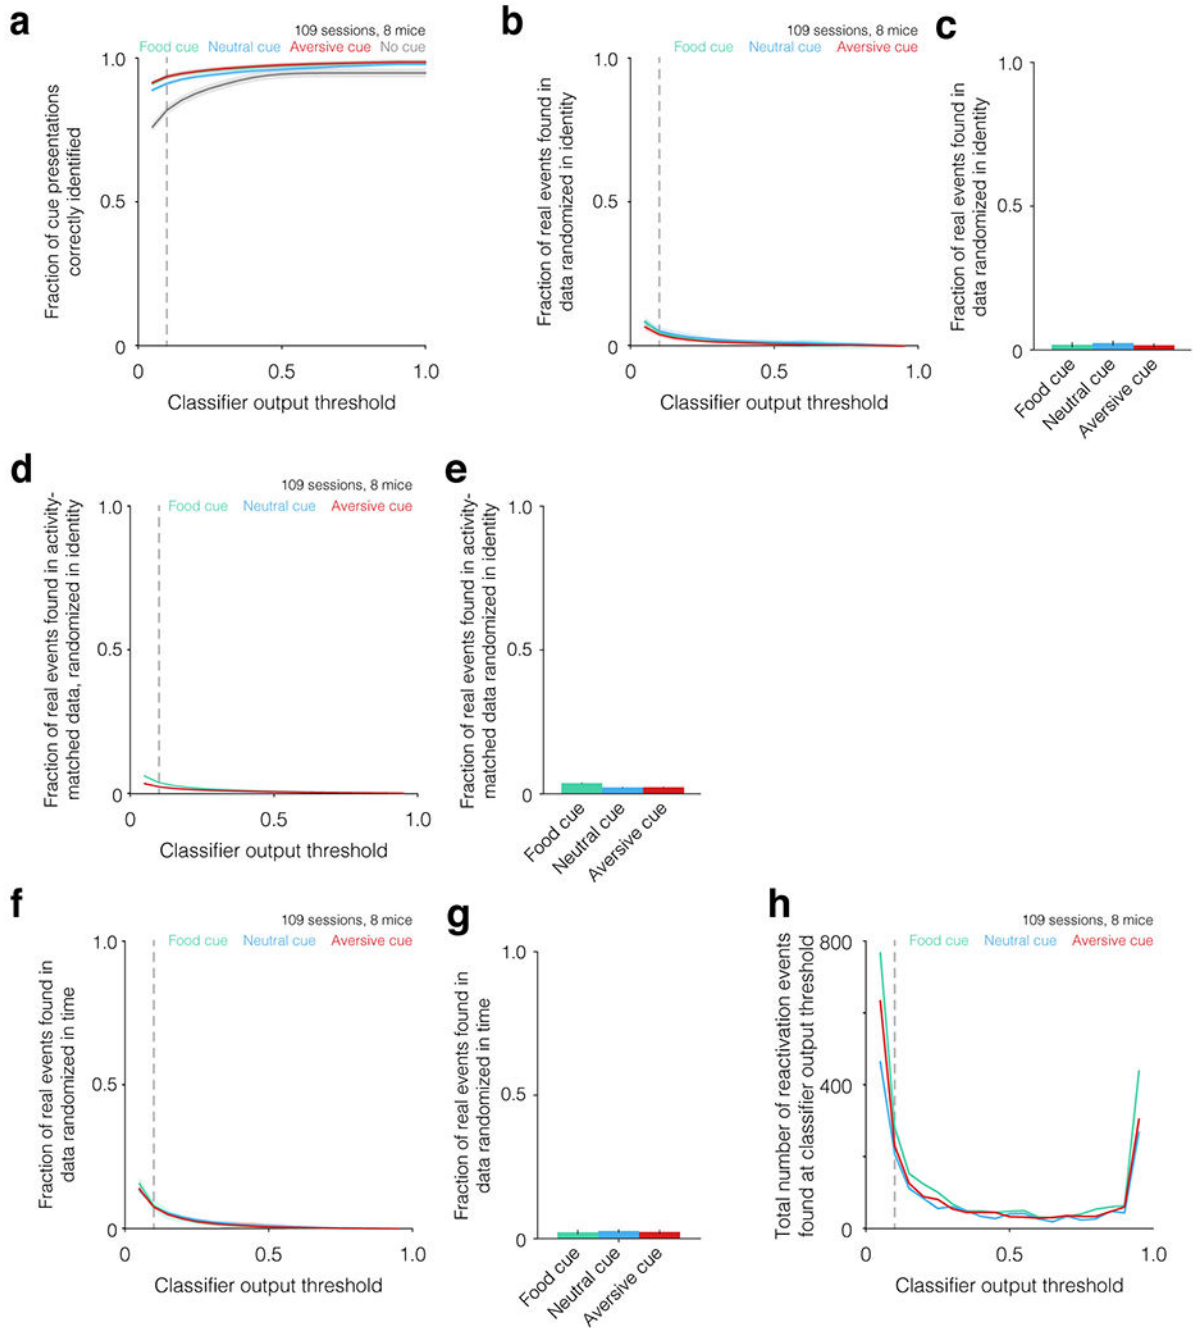 a
109 sessions, 8 mice
Food cue Neutral cue Aversive cue No cue
Fraction of cue presentations
correctly identified
1.0
0.5
0
0 0.5 1.0
Classifier output threshold
b
109 sessions, 8 mice
Food cue Neutral cue Aversive cue
Fraction of real events found in
data randomized in identity
1.0
0.5
0
0 0.5 1.0
Classifier output threshold
c
Fraction of real events found in
data randomized in identity
1.0
0.5
0
Food cue
Neutral cue
Aversive cue
d
109 sessions, 8 mice
Food cue Neutral cue Aversive cue
Fraction of real events found in activity-
matched data, randomized in identity
1.0
0.5
0
0 0.5 1.0
Classifier output threshold
e
Fraction of real events found in activity-
matched data randomized in identity
1.0
0.5
0
Food cue
Neutral cue
Aversive cue
f
109 sessions, 8 mice
Food cue Neutral cue Aversive cue
Fraction of real events found in
data randomized in time
1.0
0.5
0
0 0.5 1.0
Classifier output threshold
g
Fraction of real events found in
data randomized in time
1.0
0.5
0
Food cue
Neutral cue
Aversive cue
h
109 sessions, 8 mice
Food cue Neutral cue Aversive cue
Total number of reactivation events
found at classifier output threshold
800
400
0
0 0.5 1.0
Classifier output threshold